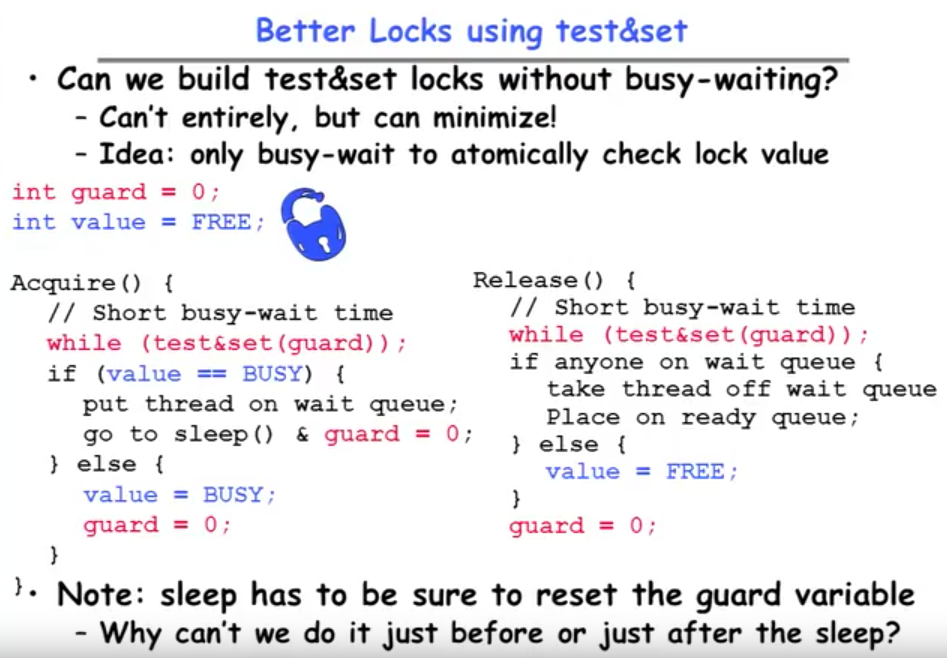 Better Locks using test&set
• Can we build test&set locks without busy-waiting?
- Can't entirely, but can minimize!
- Idea: only busy-wait to atomically check lock value
int guard = 0;
int value = FREE;
Acquire() {
// Short busy-wait time
while (test&set(guard));
if (value == BUSY) {
put thread on wait queue;
go to sleep() & guard = 0;
} else {
value = BUSY;
guard = 0;
}
}
Release() {
// Short busy-wait time
while (test&set(guard));
if anyone on wait queue {
take thread off wait queue
Place on ready queue;
} else {
value = FREE;
}
guard = 0;
• Note: sleep has to be sure to reset the guard variable
- Why can't we do it just before or just after the sleep?